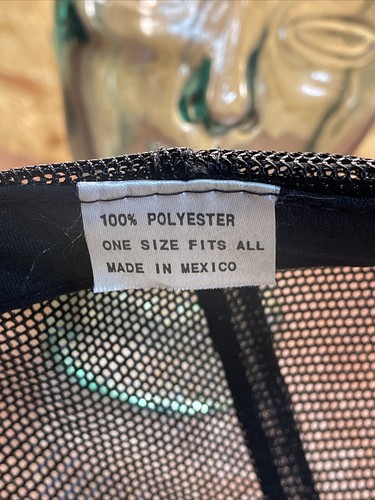 100% POLYESTER
ONE SIZE FITS ALL
MADE IN MEXICO